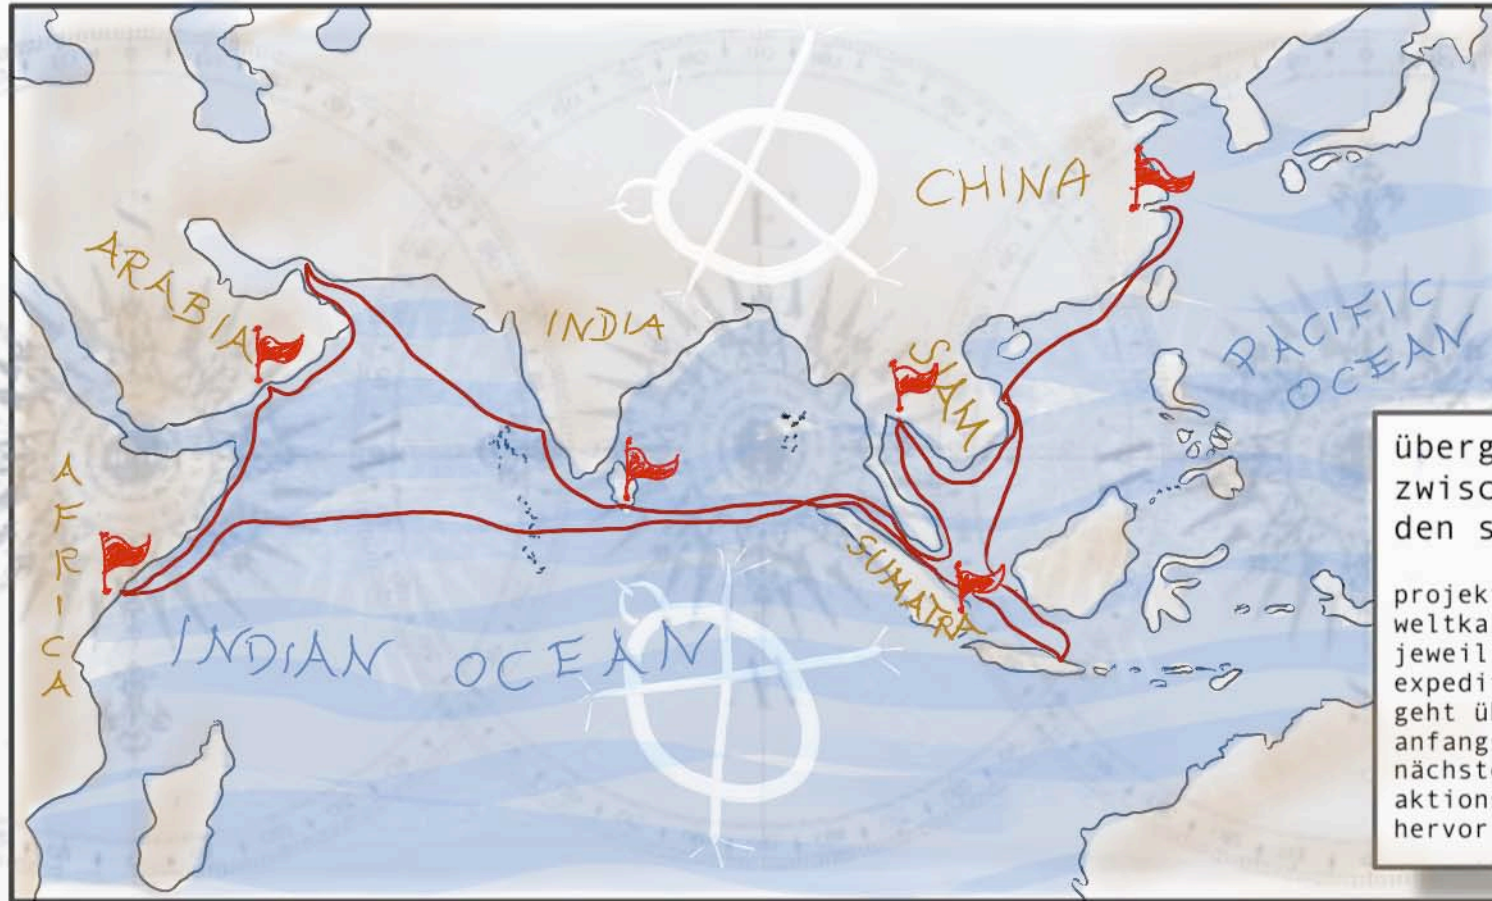 CHINA
ARABIA
INDIA
SIAM
PACIFIC
OCEAN
AFRICA
SUMATRA
INDIAN OCEAN
überg
zwisc
den s
projek
weltka
jeweil
expedi
geht ü
anfang
nächst
aktion
hervor